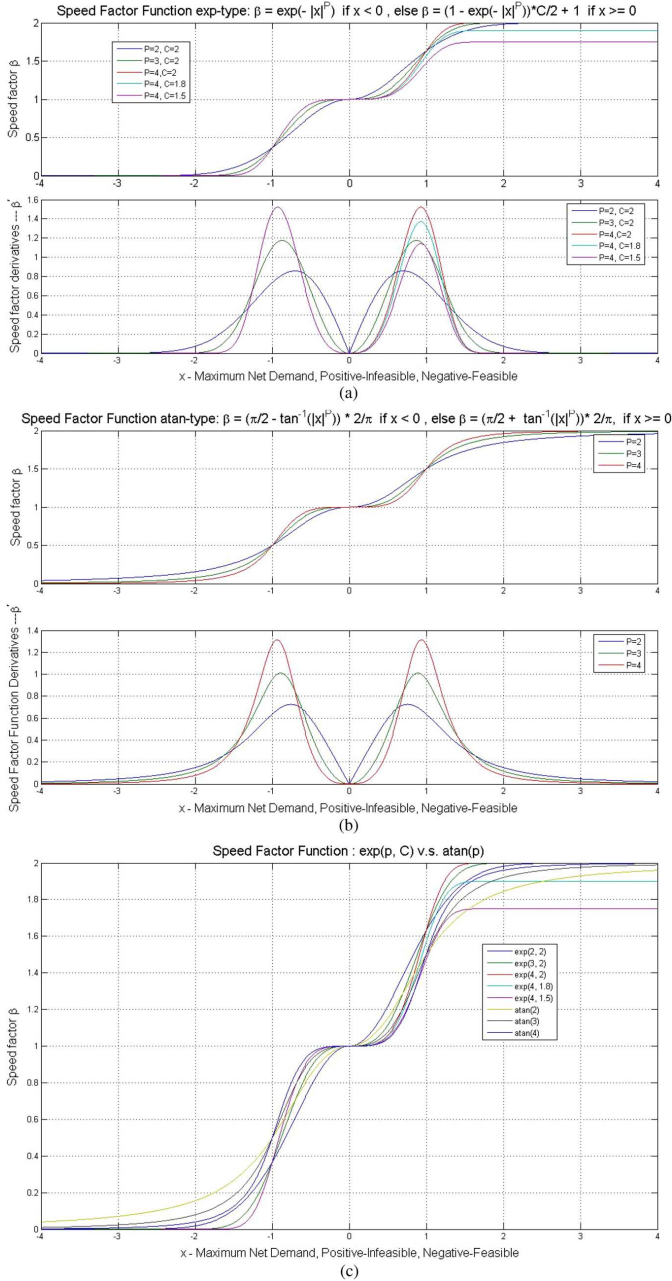 Speed Factor Function exp-type: β = exp(- |x|^P) if x < 0 , else β = (1 - exp(- |x|^P))*C/2 + 1 if x >= 0
Speed factor β
2
1.5
1
0.5
0
P=2, C=2
P=3, C=2
P=4,C=2
P=4, C=1.8
P=4, C=1.5
-4 -3 -2 -1 0 1 2 3 4
Speed factor derivatives --- β'
1.6
1.4
1.2
1
0.8
0.6
0.4
0.2
0
P=2, C=2
P=3, C=2
P=4,C=2
P=4, C=1.8
P=4, C=1.5
-4 -3 -2 -1 0 1 2 3 4
x - Maximum Net Demand, Positive-Infeasible, Negative-Feasible
(a)
Speed Factor Function atan-type: β = (π/2 - tan⁻¹(|x|^P)) * 2/π if x < 0 , else β = (π/2 + tan⁻¹(|x|^P))* 2/π, if x >= 0
Speed factor β
2
1.5
1
0.5
0
P=2
P=3
P=4
-4 -3 -2 -1 0 1 2 3 4
Speed Factor Function Derivatives ---β'
1.4
1.2
1
0.8
0.6
0.4
0.2
0
P=2
P=3
P=4
-4 -3 -2 -1 0 1 2 3 4
x - Maximum Net Demand, Positive-Infeasible, Negative-Feasible
(b)
Speed Factor Function : exp(p, C) v.s. atan(p)
Speed factor β
2
1.8
1.6
1.4
1.2
1
0.8
0.6
0.4
0.2
0
exp(2, 2)
exp(3, 2)
exp(4, 2)
exp(4, 1.8)
exp(4, 1.5)
atan(2)
atan(3)
atan(4)
-4 -3 -2 -1 0 1 2 3 4
x - Maximum Net Demand, Positive-Infeasible, Negative-Feasible
(c)